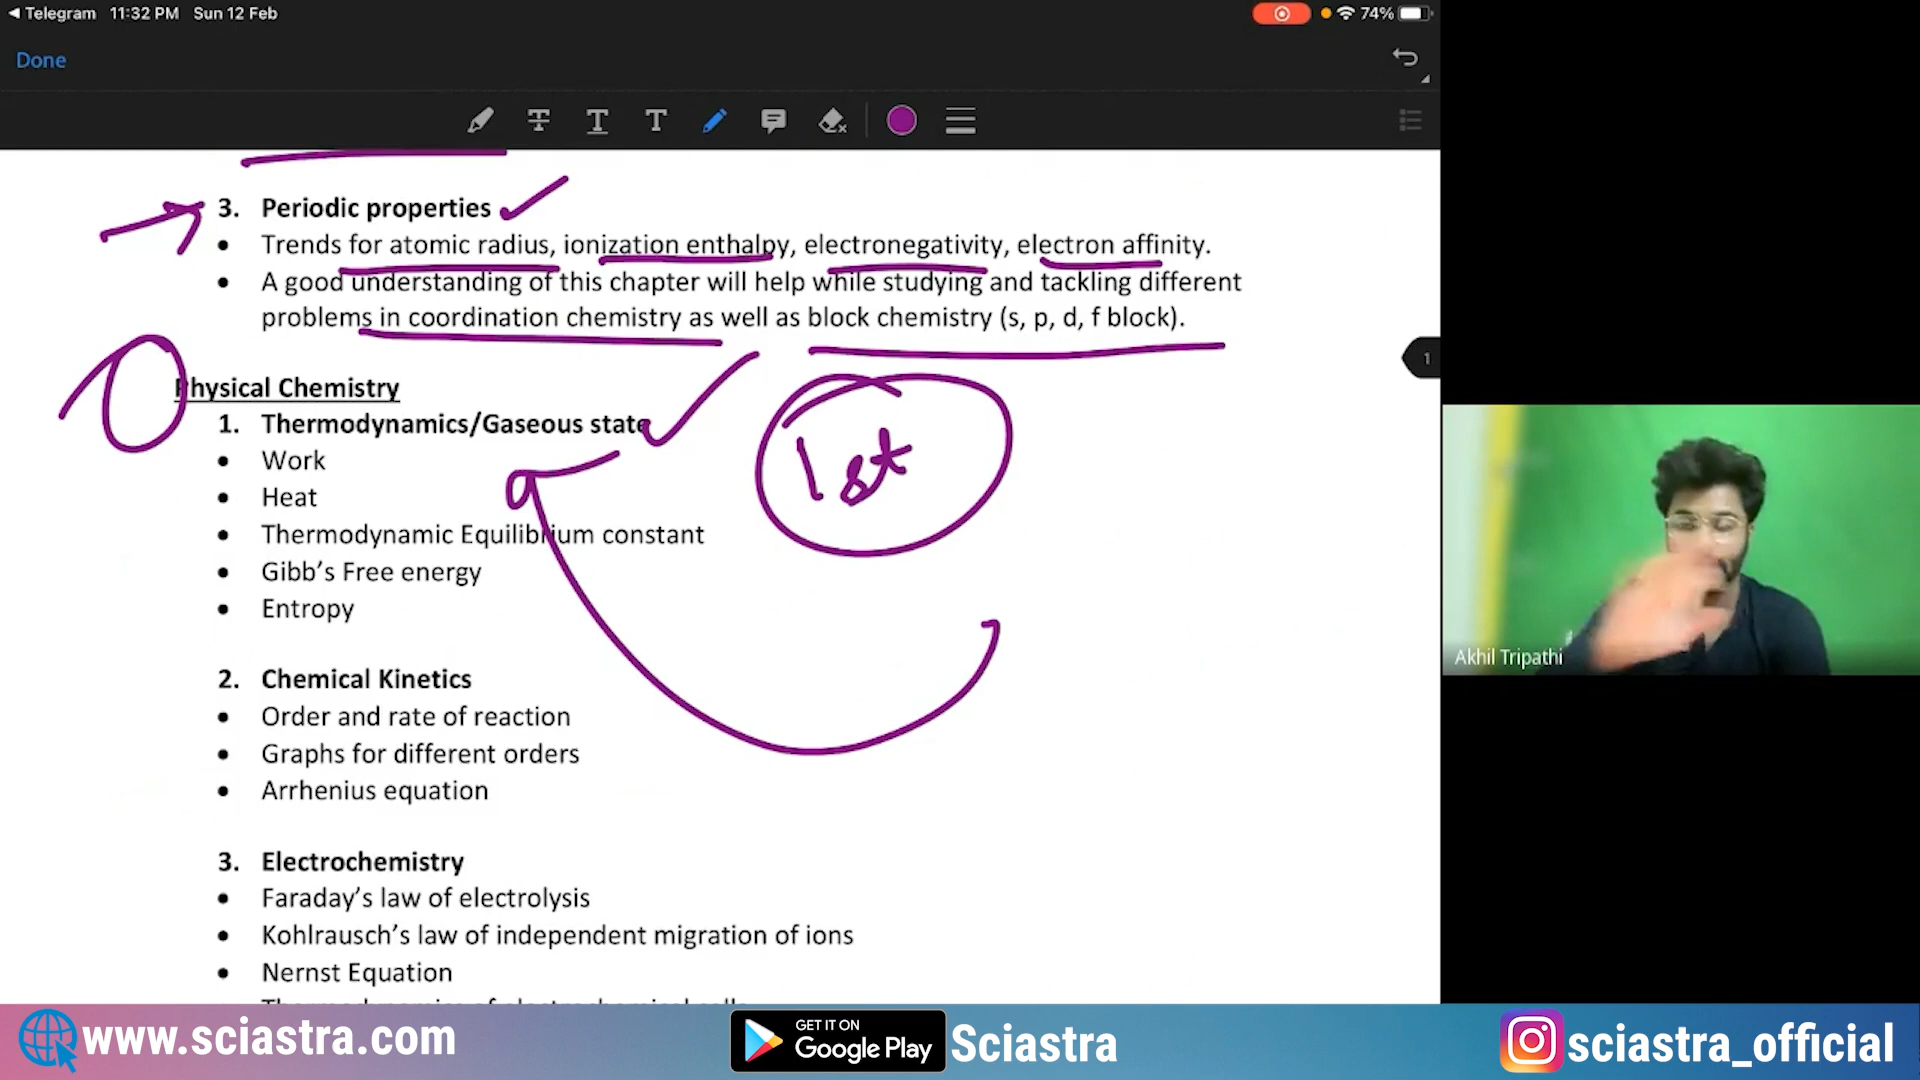 Telegram 11:32 PM Sun 12 Feb 74%
Done
3. Periodic properties
• Trends for atomic radius, ionization enthalpy, electronegativity, electron affinity.
• A good understanding of this chapter will help while studying and tackling different
problems in coordination chemistry as well as block chemistry (s, p, d, f block).
1
Physical Chemistry
1. Thermodynamics/Gaseous state
1st
• Work
• Heat
• Thermodynamic Equilibrium constant
• Gibb's Free energy
• Entropy
Akhil Tripathi
2. Chemical Kinetics
• Order and rate of reaction
• Graphs for different orders
• Arrhenius equation
3. Electrochemistry
• Faraday's law of electrolysis
• Kohlrausch's law of independent migration of ions
• Nernst Equation
www.sciastra.com
GET IT ON
Google Play
Sciastra
sciastra_official